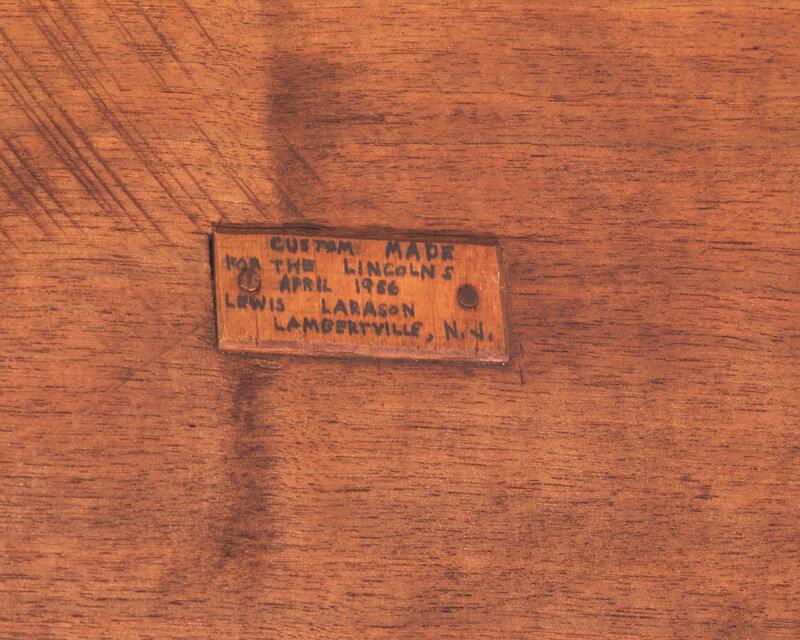 CUSTOM MADE
FOR THE LINCOLNS
APRIL 1966
LEWIS LARASON
LAMBERTVILLE, N.J.